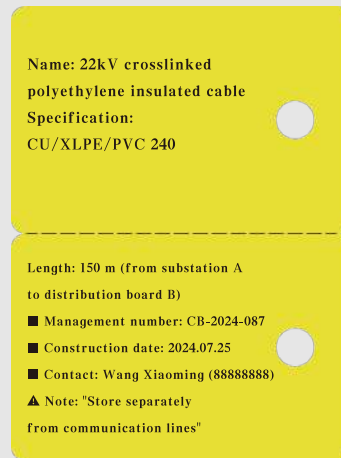 Name: 22kV crosslinked
polyethylene insulated cable
Specification:
CU/XLPE/PVC 240
Length: 150 m (from substation A
to distribution board B)
■ Management number: CB-2024-087
■ Construction date: 2024.07.25
■ Contact: Wang Xiaoming (88888888)
⚠ Note: "Store separately
from communication lines"